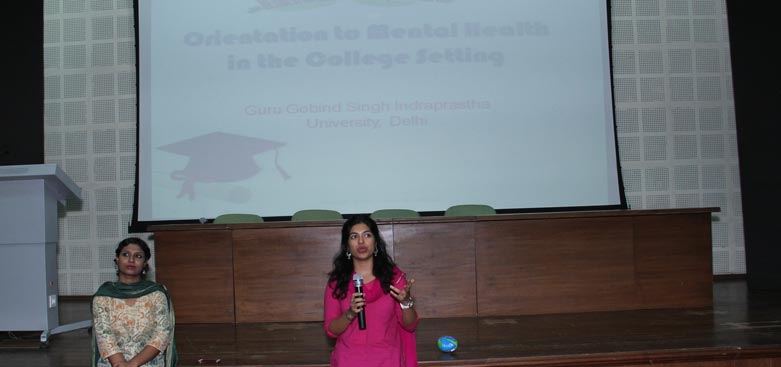 Orientation to Mental Health
in the College Setting
Guru Gobind Singh Indraprastha
University, Delhi